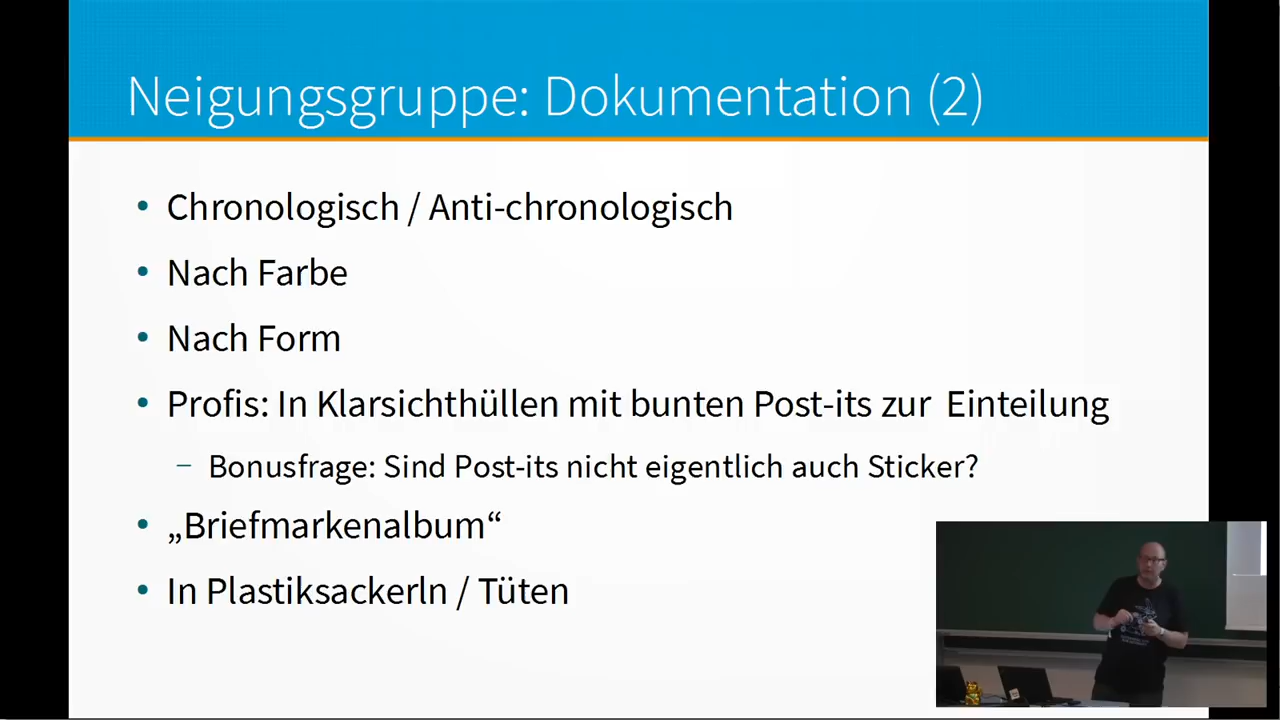 Neigungsgruppe: Dokumentation (2)
• Chronologisch / Anti-chronologisch
• Nach Farbe
• Nach Form
• Profis: In Klarsichthüllen mit bunten Post-its zur Einteilung
– Bonusfrage: Sind Post-its nicht eigentlich auch Sticker?
• „Briefmarkenalbum“
• In Plastiksackerln / Tüten